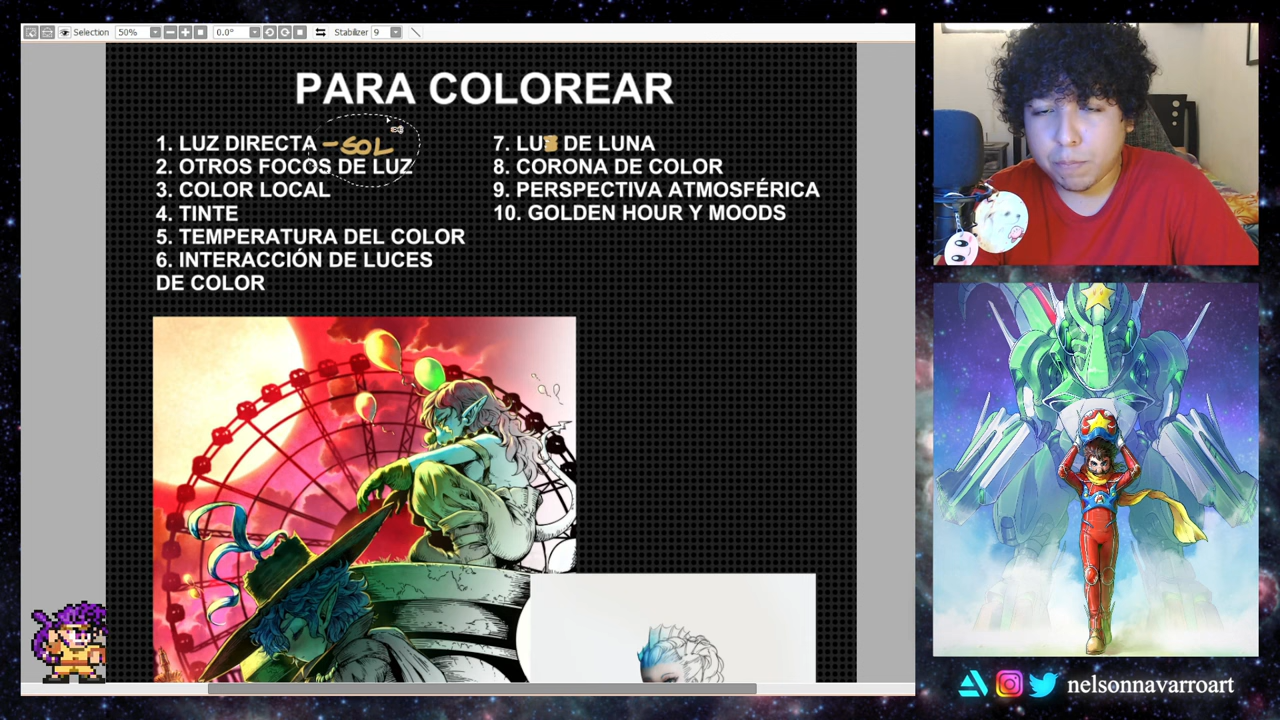 Selection 50% 0.0° Stabilizer 9
PARA COLOREAR
1. LUZ DIRECTA - SOL
2. OTROS FOCOS DE LUZ
3. COLOR LOCAL
4. TINTE
5. TEMPERATURA DEL COLOR
6. INTERACCIÓN DE LUCES
DE COLOR
7. LUZ DE LUNA
8. CORONA DE COLOR
9. PERSPECTIVA ATMOSFÉRICA
10. GOLDEN HOUR Y MOODS
nelsonnavarroart